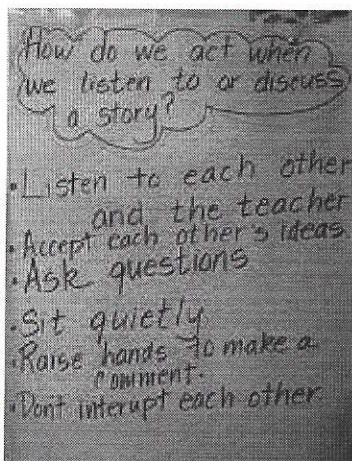 How do we act when
we listen to or discuss
a story?
• Listen to each other
and the teacher
• Accept each other's ideas.
• Ask questions
• Sit quietly
• Raise hands to make a
comment.
• Don't interupt each other.